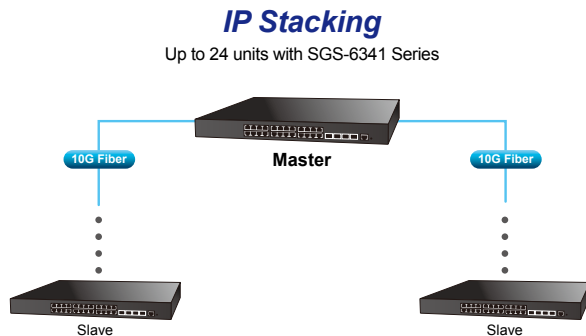 IP Stacking
Up to 24 units with SGS-6341 Series
10G Fiber
Master
10G Fiber
Slave
Slave